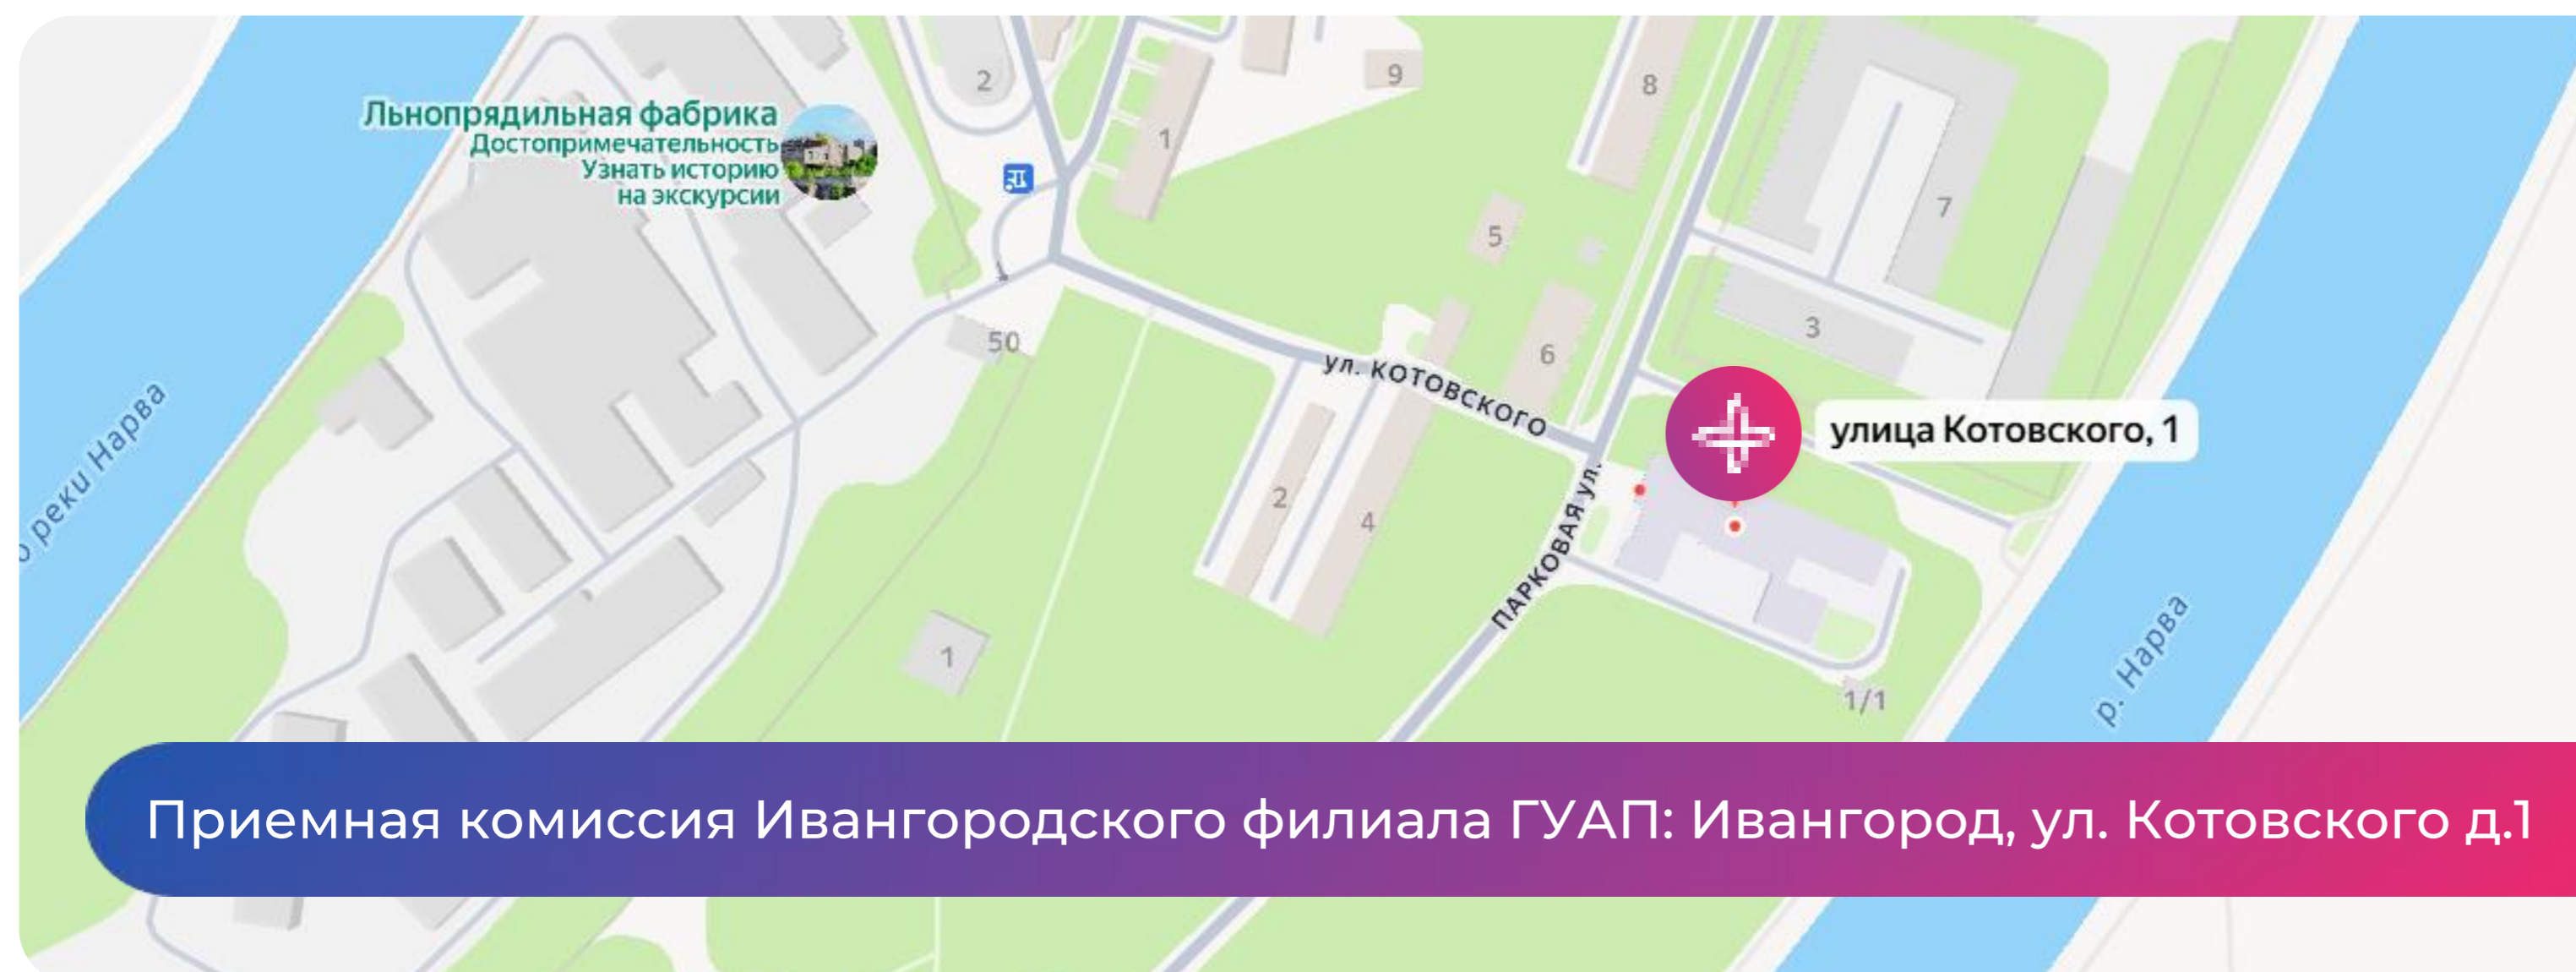 2
9
8
Льнопрядильная фабрика
Достопримечательность
Узнать историю
на экскурсии
1
7
5
3
50
6
ул. КОТОВСКОГО
улица Котовского, 1
реки Нарва
2
4
ПАРКОВАЯ ул.
1
р. Нарва
1/1
Приемная комиссия Ивангородского филиала ГУАП: Ивангород, ул. Котовского д.1